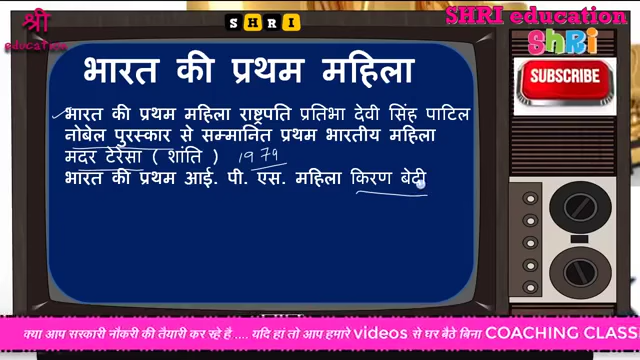 श्री
education
SHRI
SHRI education
SHRI
SUBSCRIBE
भारत की प्रथम महिला
भारत की प्रथम महिला राष्ट्रपति प्रतिभा देवी सिंह पाटिल
नोबेल पुरस्कार से सम्मानित प्रथम भारतीय महिला
मदर टेरेसा ( शांति ) 1979
भारत की प्रथम आई. पी. एस. महिला किरण बेदी
क्या आप सरकारी नौकरी की तैयारी कर रहे है .... यदि हां तो आप हमारे videos से घर बैठे बिना COACHING CLASS